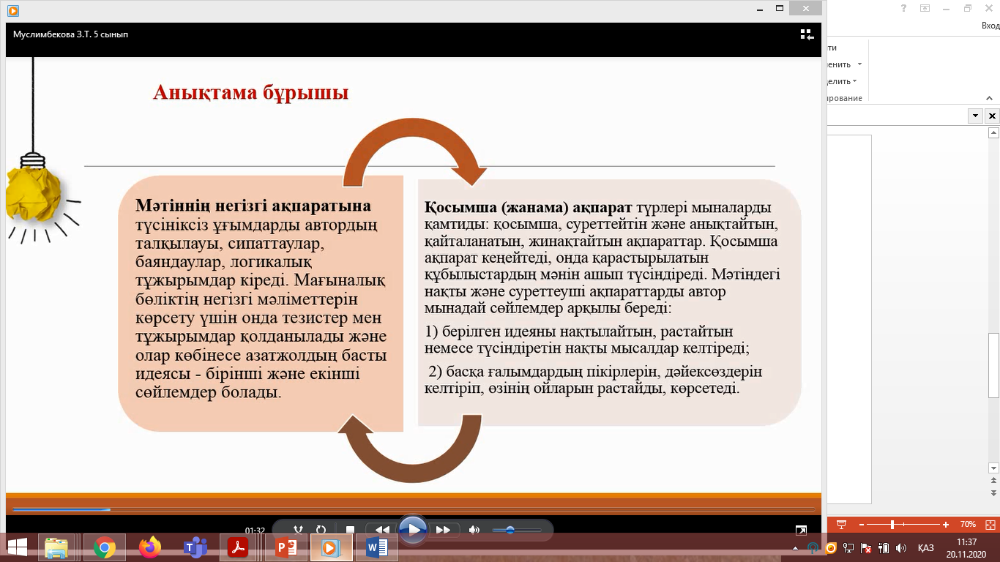 Муслимбекова З.Т. 5 сынып
?
Вход
ти
енить
елить
ирование
Анықтама бұрышы
Мәтіннің негізгі ақпаратына
түсініксіз ұғымдарды автордың
талқылауы, сипаттаулар,
баяндаулар, логикалық
тұжырымдар кіреді. Мағыналық
бөліктің негізгі мәліметтерін
көрсету үшін онда тезистер мен
тұжырымдар қолданылады және
олар көбінесе азатжолдың басты
идеясы - бірінші және екінші
сөйлемдер болады.
Қосымша (жанама) ақпарат түрлері мыналарды
қамтиды: қосымша, суреттейтін және анықтайтын,
қайталанатын, жинақтайтын ақпараттар. Қосымша
ақпарат кеңейтеді, онда қарастырылатын
құбылыстардың мәнін ашып түсіндіреді. Мәтіндегі
нақты және суреттеуші ақпараттарды автор
мынадай сөйлемдер арқылы береді:
1) берілген идеяны нақтылайтын, растайтын
немесе түсіндіретін нақты мысалдар келтіреді;
2) басқа ғалымдардың пікірлерін, дәйексөздерін
келтіріп, өзінің ойларын растайды, көрсетеді.
01:32
70%
ҚАЗ
11:37
20.11.2020